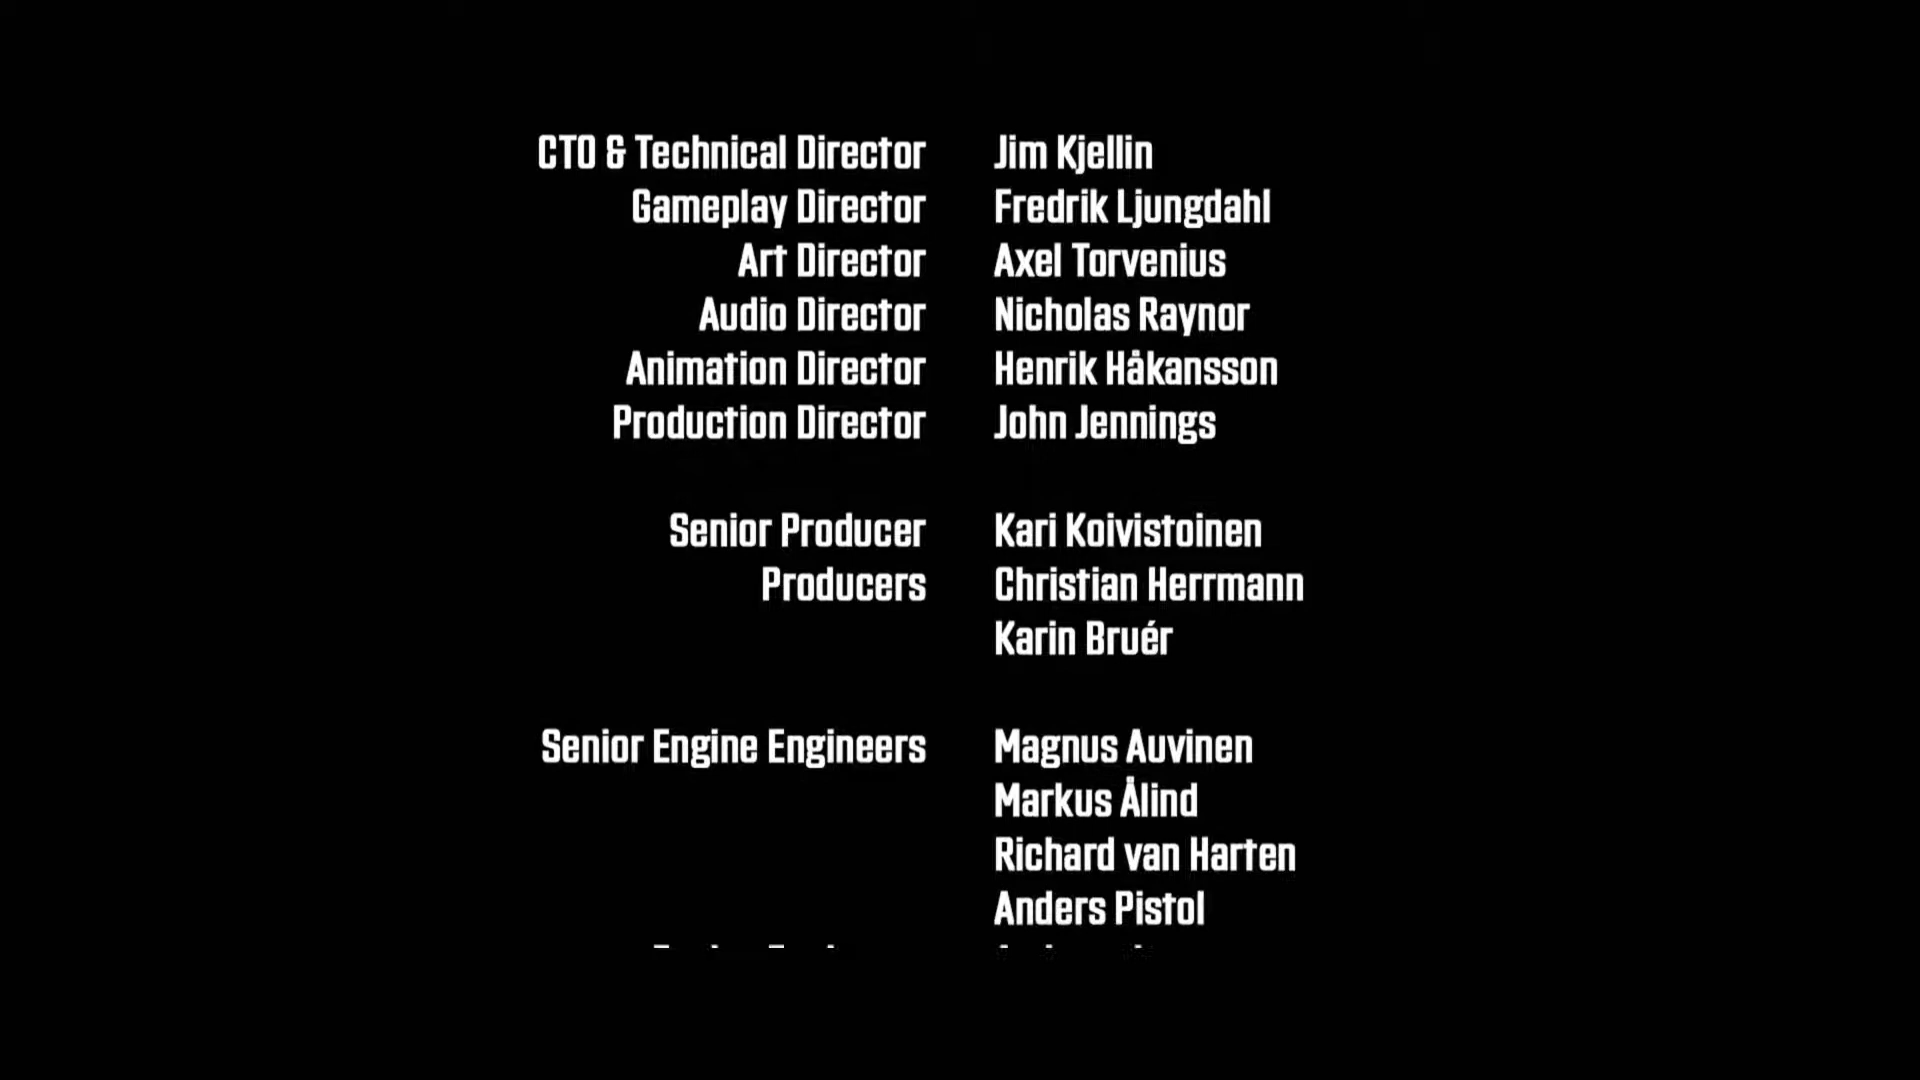 CTO & Technical Director Jim Kjellin
Gameplay Director Fredrik Ljungdahl
Art Director Axel Torvenius
Audio Director Nicholas Raynor
Animation Director Henrik Håkansson
Production Director John Jennings
Senior Producer Kari Koivistoinen
Producers Christian Herrmann
Karin Bruér
Senior Engine Engineers Magnus Auvinen
Markus Ålind
Richard van Harten
Anders Pistol